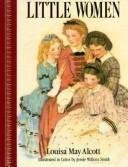 LITTLE WOMEN
Louisa May Alcott
Illustrated in Color by Jessie Willcox Smith